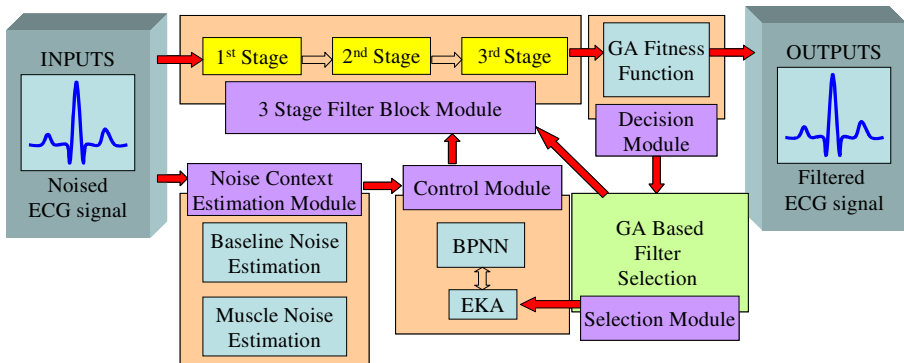 INPUTS
Noised
ECG signal
1st Stage
2nd Stage
3rd Stage
3 Stage Filter Block Module
GA Fitness
Function
Decision
Module
OUTPUTS
Filtered
ECG signal
Noise Context
Estimation Module
Baseline Noise
Estimation
Muscle Noise
Estimation
Control Module
BPNN
EKA
GA Based
Filter
Selection
Selection Module